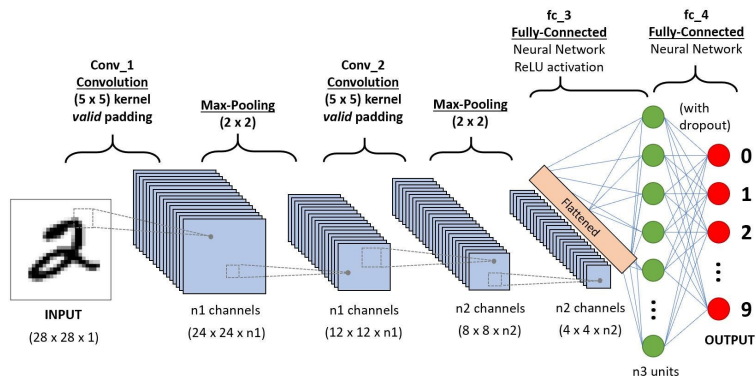 Conv_1
Convolution
(5 x 5) kernel
valid padding
Max-Pooling
(2 x 2)
Conv_2
Convolution
(5 x 5) kernel
valid padding
Max-Pooling
(2 x 2)
fc_3
Fully-Connected
Neural Network
ReLU activation
fc_4
Fully-Connected
Neural Network
(with
dropout)
2
INPUT
(28 x 28 x 1)
n1 channels
(24 x 24 x n1)
n1 channels
(12 x 12 x n1)
n2 channels
(8 x 8 x n2)
n2 channels
(4 x 4 x n2)
Flattened
n3 units
0
1
2
9
OUTPUT